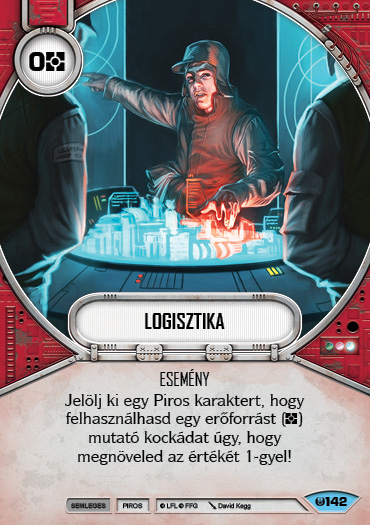 0
LOGISZTIKA
ESEMÉNY
Jelölj ki egy Piros karaktert, hogy
felhasználhasd egy erőforrást ( )
mutató kockádat úgy, hogy
megnöveled az értékét 1-gyel!
SEMLEGES PIROS © LFL © FFG David Kegg 142